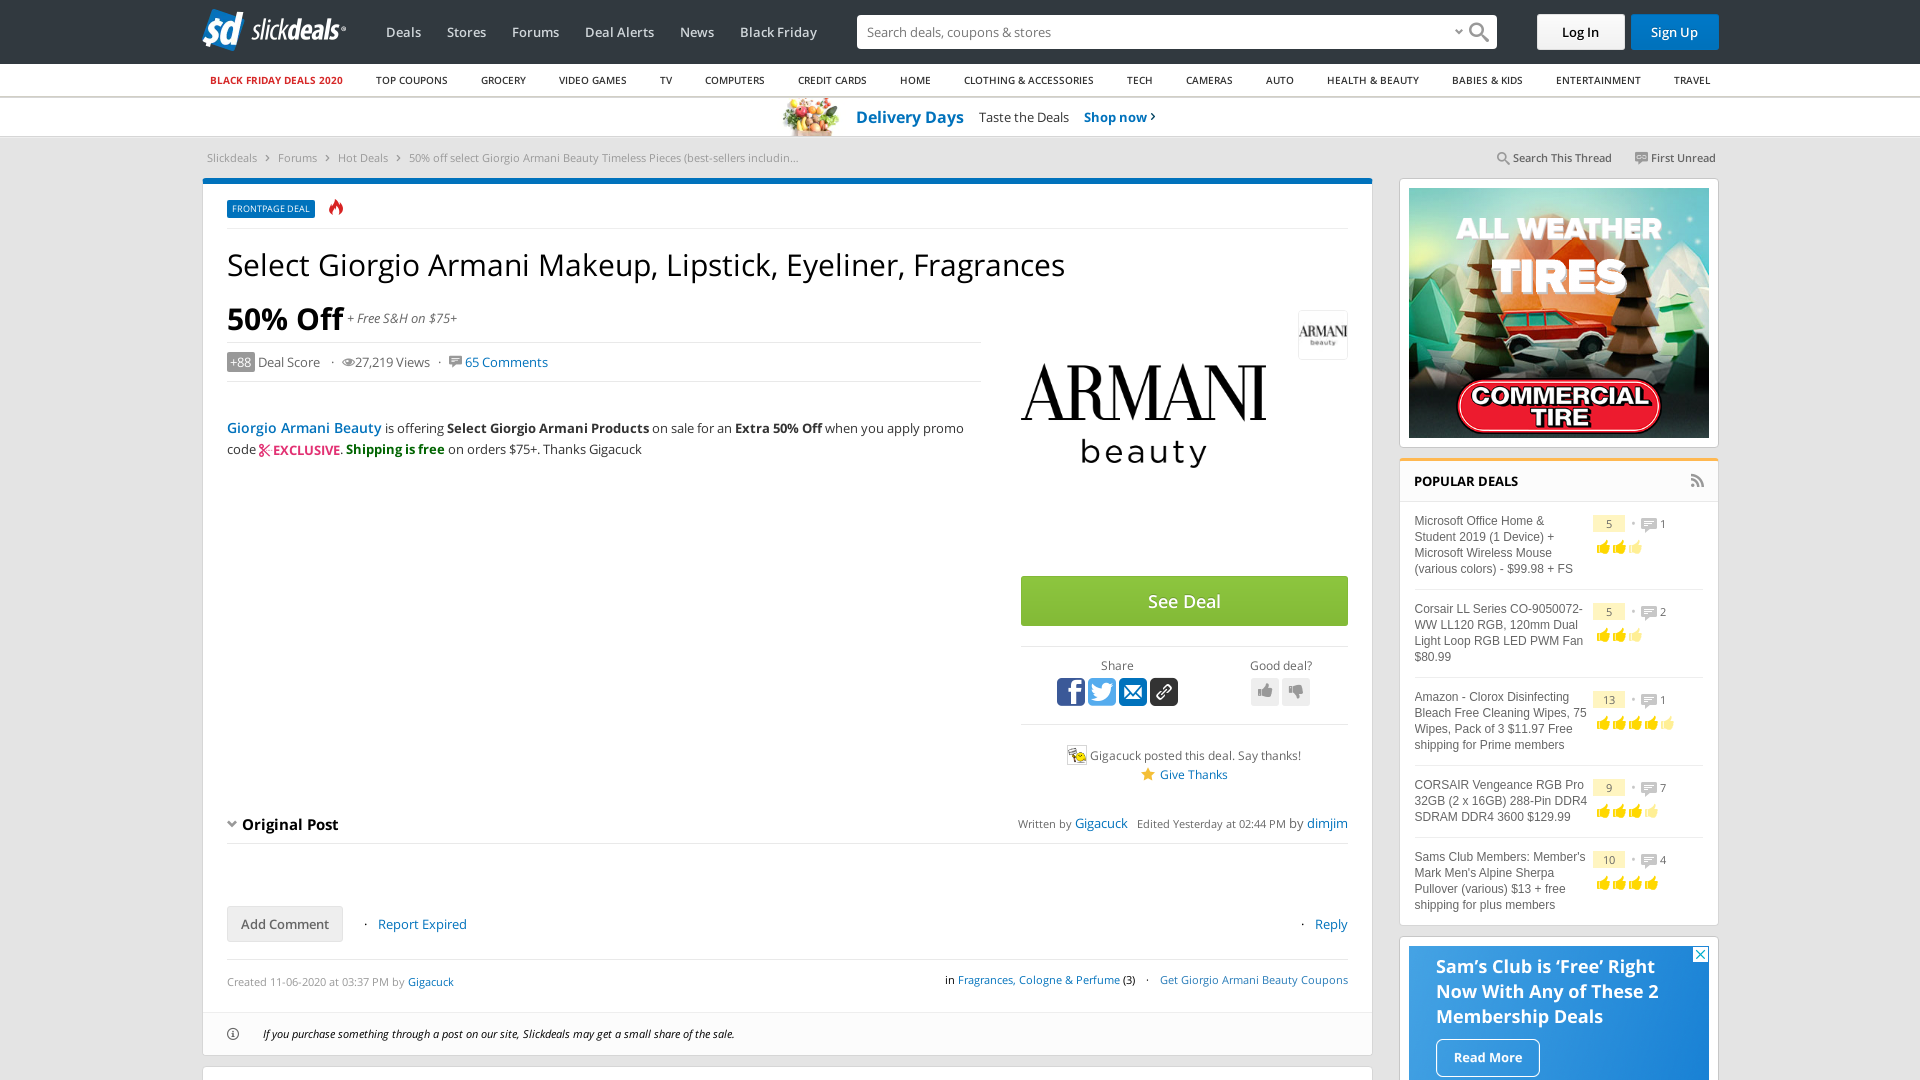 sd slickdeals
Deals Stores Forums Deal Alerts News Black Friday
Search deals, coupons & stores
Log In Sign Up
BLACK FRIDAY DEALS 2020 TOP COUPONS GROCERY VIDEO GAMES TV COMPUTERS CREDIT CARDS HOME CLOTHING & ACCESSORIES TECH CAMERAS AUTO HEALTH & BEAUTY BABIES & KIDS ENTERTAINMENT TRAVEL
Delivery Days Taste the Deals Shop now ›
Slickdeals › Forums › Hot Deals › 50% off select Giorgio Armani Beauty Timeless Pieces (best-sellers includin...
Search This Thread First Unread
FRONTPAGE DEAL
Select Giorgio Armani Makeup, Lipstick, Eyeliner, Fragrances
50% Off + Free S&H on $75+
+88 Deal Score · 27,219 Views · 65 Comments
Giorgio Armani Beauty is offering Select Giorgio Armani Products on sale for an Extra 50% Off when you apply promo
code EXCLUSIVE. Shipping is free on orders $75+. Thanks Gigacuck
ARMANI
beauty
ARMANI
beauty
See Deal
Share Good deal?
Gigacuck posted this deal. Say thanks!
Give Thanks
Original Post
Written by Gigacuck Edited Yesterday at 02:44 PM by dimjim
Add Comment · Report Expired · Reply
Created 11-06-2020 at 03:37 PM by Gigacuck
in Fragrances, Cologne & Perfume (3) · Get Giorgio Armani Beauty Coupons
If you purchase something through a post on our site, Slickdeals may get a small share of the sale.
ALL WEATHER
TIRES
COMMERCIAL
TIRE
POPULAR DEALS
Microsoft Office Home &
Student 2019 (1 Device) +
Microsoft Wireless Mouse
(various colors) - $99.98 + FS
5 · 1
Corsair LL Series CO-9050072-
WW LL120 RGB, 120mm Dual
Light Loop RGB LED PWM Fan
$80.99
5 · 2
Amazon - Clorox Disinfecting
Bleach Free Cleaning Wipes, 75
Wipes, Pack of 3 $11.97 Free
shipping for Prime members
13 · 1
CORSAIR Vengeance RGB Pro
32GB (2 x 16GB) 288-Pin DDR4
SDRAM DDR4 3600 $129.99
9 · 7
Sams Club Members: Member's
Mark Men's Alpine Sherpa
Pullover (various) $13 + free
shipping for plus members
10 · 4
Sam's Club is 'Free' Right
Now With Any of These 2
Membership Deals
Read More